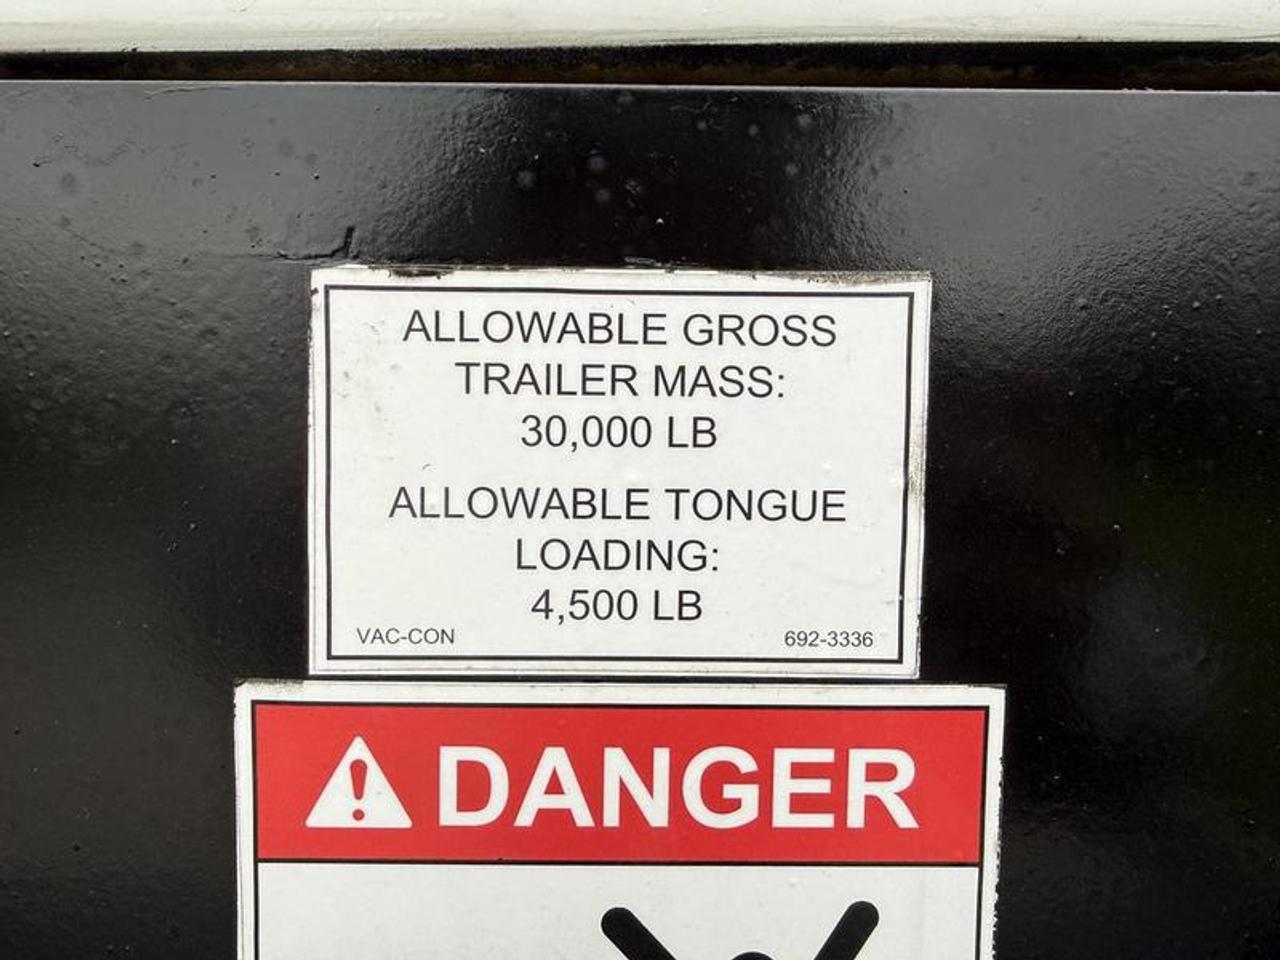 ALLOWABLE GROSS
TRAILER MASS:
30,000 LB
ALLOWABLE TONGUE
LOADING:
4,500 LB
VAC-CON 692-3336
DANGER